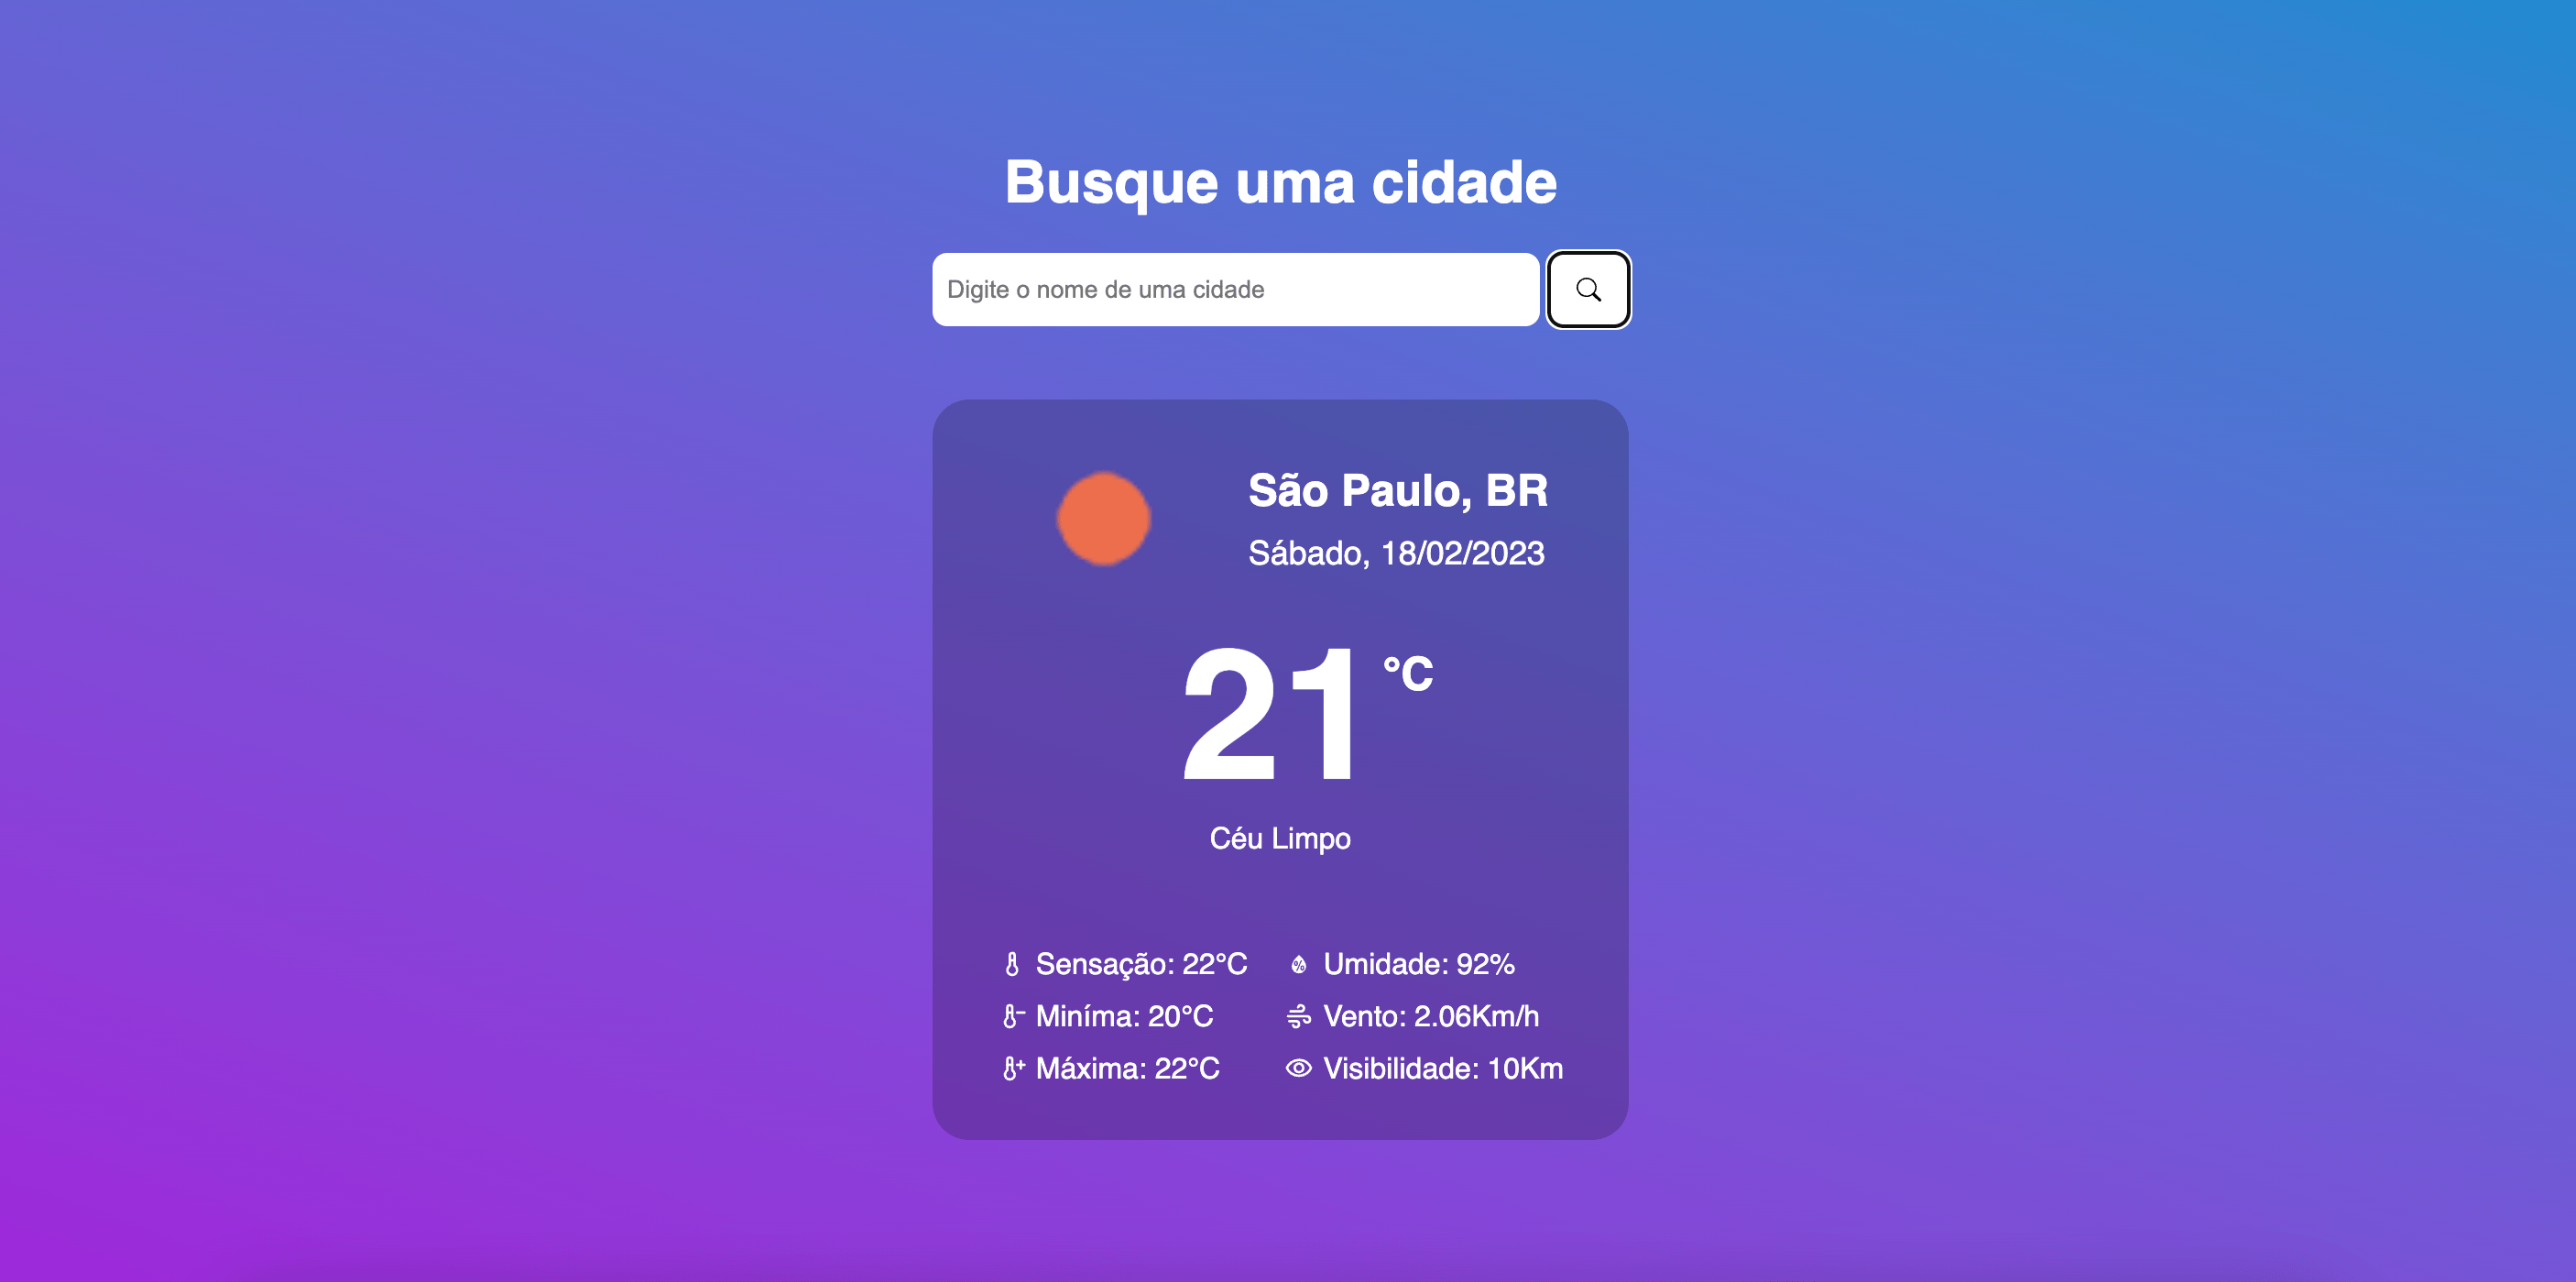 Busque uma cidade
Digite o nome de uma cidade
São Paulo, BR
Sábado, 18/02/2023
21 °C
Céu Limpo
Sensação: 22°C
Umidade: 92%
Miníma: 20°C
Vento: 2.06Km/h
Máxima: 22°C
Visibilidade: 10Km